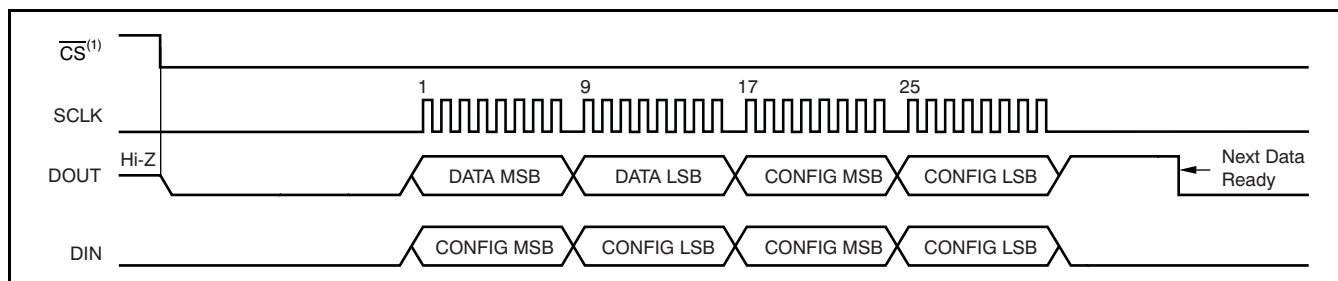 CS(1)
1 9 17 25
SCLK
Hi-Z
DOUT
DATA MSB DATA LSB CONFIG MSB CONFIG LSB
Next Data
Ready
DIN
CONFIG MSB CONFIG LSB CONFIG MSB CONFIG LSB